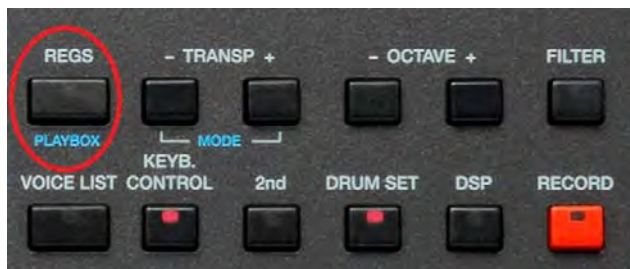 REGS - TRANSP + - OCTAVE + FILTER
PLAYBOX MODE
KEYB.
VOICE LIST CONTROL 2nd DRUM SET DSP RECORD